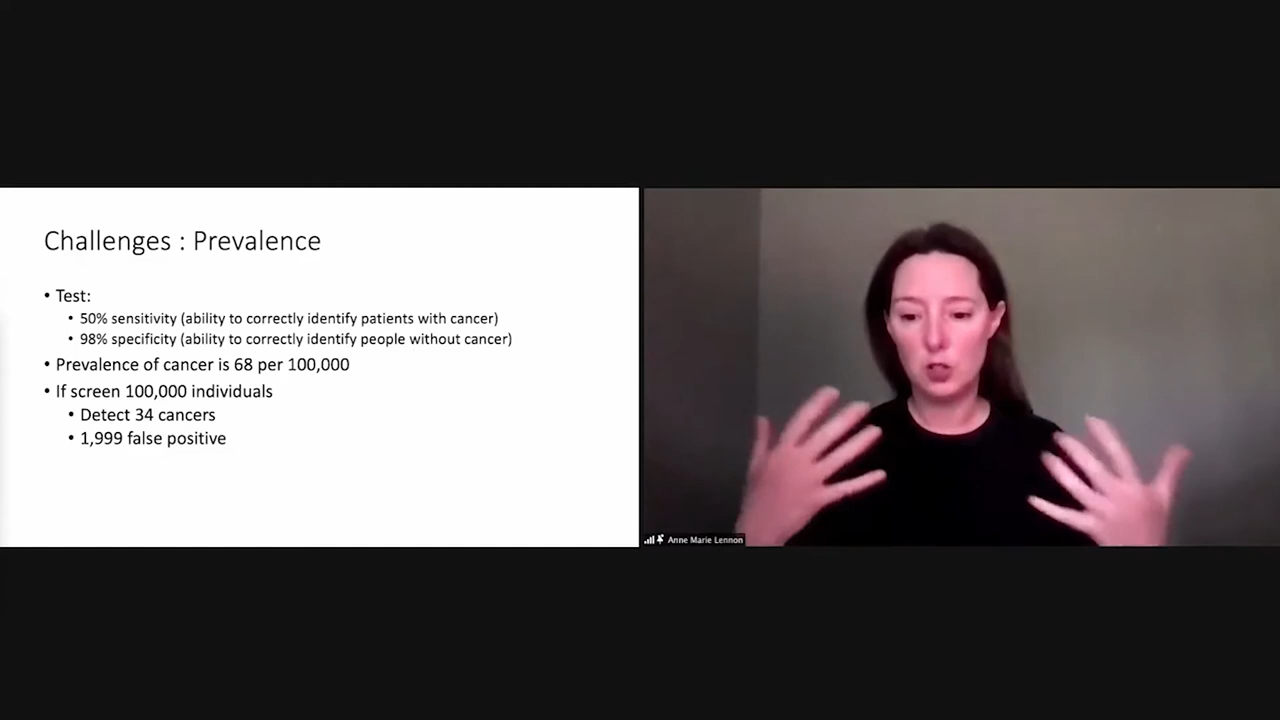 Challenges : Prevalence
• Test:
• 50% sensitivity (ability to correctly identify patients with cancer)
• 98% specificity (ability to correctly identify people without cancer)
• Prevalence of cancer is 68 per 100,000
• If screen 100,000 individuals
• Detect 34 cancers
• 1,999 false positive
Anne Marie Lennon